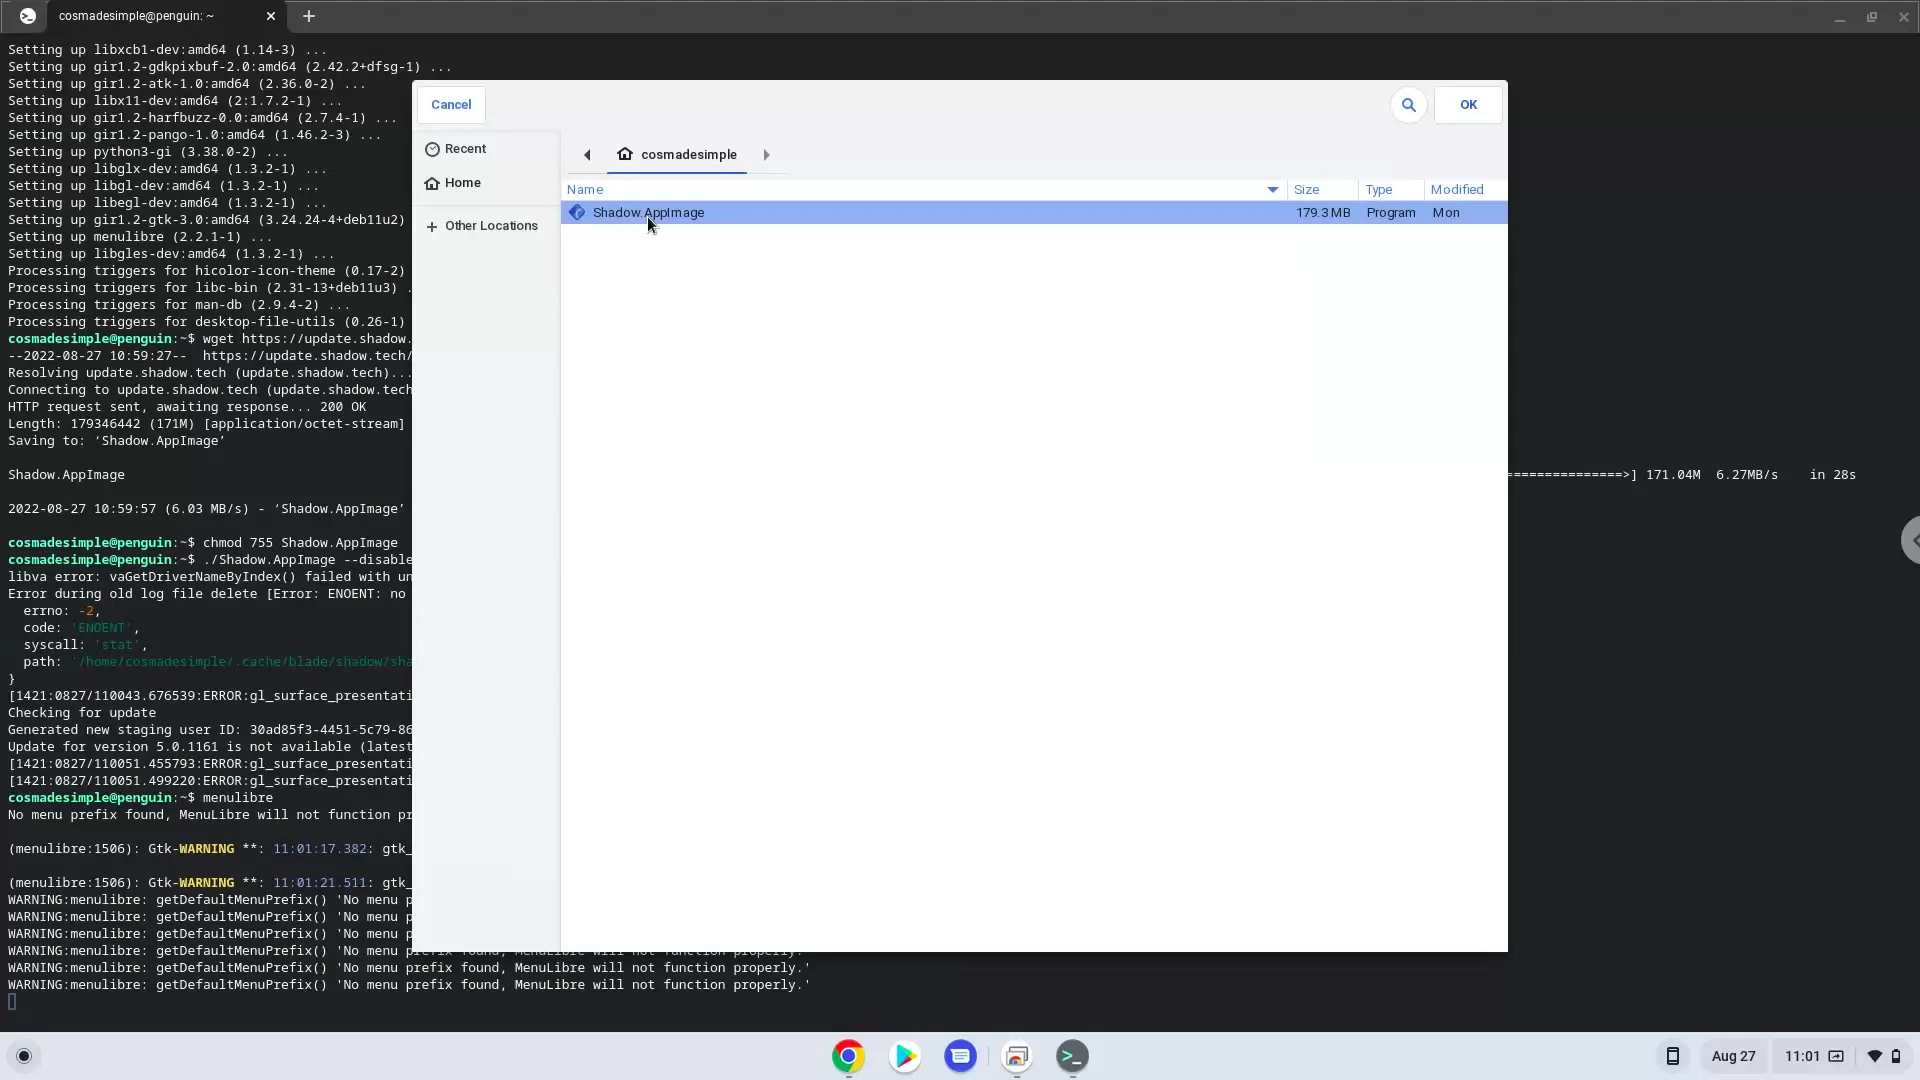 cosmadesimple@penguin: ~
Setting up libxcb1-dev:amd64 (1.14-3) ...
Setting up gir1.2-gdkpixbuf-2.0:amd64 (2.42.2+dfsg-1) ...
Setting up gir1.2-atk-1.0:amd64 (2.36.0-2) ...
Setting up libx11-dev:amd64 (2:1.7.2-1) ...
Setting up gir1.2-harfbuzz-0.0:amd64 (2.7.4-1) ...
Setting up gir1.2-pango-1.0:amd64 (1.46.2-3) ...
Setting up python3-gi (3.38.0-2) ...
Setting up libglx-dev:amd64 (1.3.2-1) ...
Setting up libgl-dev:amd64 (1.3.2-1) ...
Setting up libegl-dev:amd64 (1.3.2-1) ...
Setting up gir1.2-gtk-3.0:amd64 (3.24.24-4+deb11u2)
Setting up menulibre (2.2.1-1) ...
Setting up libgles-dev:amd64 (1.3.2-1) ...
Processing triggers for hicolor-icon-theme (0.17-2)
Processing triggers for libc-bin (2.31-13+deb11u3) .
Processing triggers for man-db (2.9.4-2) ...
Processing triggers for desktop-file-utils (0.26-1)
cosmadesimple@penguin:~$ wget https://update.shadow.
--2022-08-27 10:59:27--  https://update.shadow.tech/
Resolving update.shadow.tech (update.shadow.tech)...
Connecting to update.shadow.tech (update.shadow.tech
HTTP request sent, awaiting response... 200 OK
Length: 179346442 (171M) [application/octet-stream]
Saving to: ‘Shadow.AppImage’
Shadow.AppImage ===============>] 171.04M  6.27MB/s    in 28s
2022-08-27 10:59:57 (6.03 MB/s) - ‘Shadow.AppImage’
cosmadesimple@penguin:~$ chmod 755 Shadow.AppImage
cosmadesimple@penguin:~$ ./Shadow.AppImage --disable
libva error: vaGetDriverNameByIndex() failed with un
Error during old log file delete [Error: ENOENT: no
errno: -2,
code: 'ENOENT',
syscall: 'stat',
path: '/home/cosmadesimple/.cache/blade/shadow/sha
}
[1421:0827/110043.676539:ERROR:gl_surface_presentati
Checking for update
Generated new staging user ID: 30ad85f3-4451-5c79-86
Update for version 5.0.1161 is not available (latest
[1421:0827/110051.455793:ERROR:gl_surface_presentati
[1421:0827/110051.499220:ERROR:gl_surface_presentati
cosmadesimple@penguin:~$ menulibre
No menu prefix found, MenuLibre will not function pr
(menulibre:1506): Gtk-WARNING **: 11:01:17.382: gtk_
(menulibre:1506): Gtk-WARNING **: 11:01:21.511: gtk_
WARNING:menulibre: getDefaultMenuPrefix() 'No menu p
WARNING:menulibre: getDefaultMenuPrefix() 'No menu p
WARNING:menulibre: getDefaultMenuPrefix() 'No menu p
WARNING:menulibre: getDefaultMenuPrefix() 'No menu prefix found, MenuLibre will not function properly.'
WARNING:menulibre: getDefaultMenuPrefix() 'No menu prefix found, MenuLibre will not function properly.'
WARNING:menulibre: getDefaultMenuPrefix() 'No menu prefix found, MenuLibre will not function properly.'
Cancel
OK
Recent
Home
Other Locations
cosmadesimple
Name Size Type Modified
Shadow.AppImage 179.3 MB Program Mon
Aug 27 11:01